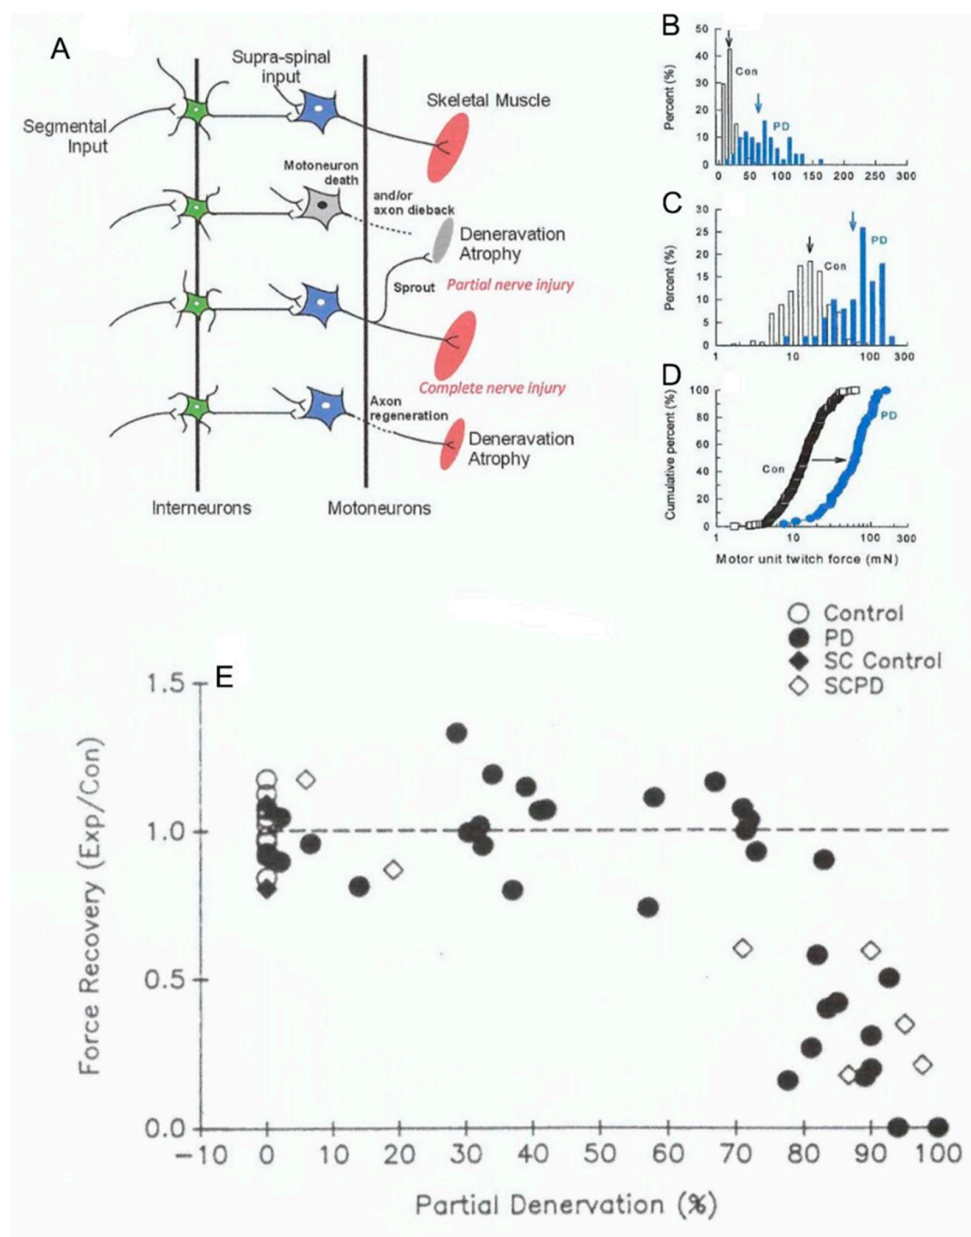 A
Supra-spinal
input
Skeletal Muscle
Segmental
Input
Motoneuron
death
and/or
axon dieback
Deneravation
Atrophy
Sprout
Partial nerve injury
Complete nerve injury
Axon
regeneration
Deneravation
Atrophy
Interneurons
Motoneurons
B
Percent (%)
50
40
30
20
10
0
Con
PD
0 50 100 150 200 250 300
C
Percent (%)
30
25
20
15
10
5
0
Con
PD
1 10 100 300
D
Cumulative percent (%)
100
80
60
40
20
0
Con
PD
1 10 100 300
Motor unit twitch force (mN)
Control
PD
SC Control
SCPD
E
Force Recovery (Exp/Con)
1.5
1.0
0.5
0.0
-10 0 10 20 30 40 50 60 70 80 90 100
Partial Denervation (%)